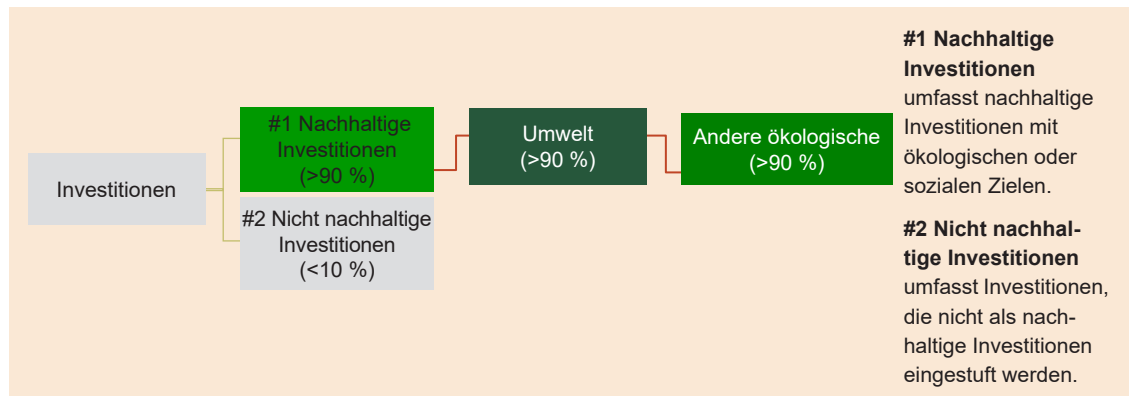 Investitionen
#1 Nachhaltige
Investitionen
(>90 %)
#2 Nicht nachhaltige
Investitionen
(<10 %)
Umwelt
(>90 %)
Andere ökologische
(>90 %)
#1 Nachhaltige
Investitionen
umfasst nachhaltige
Investitionen mit
ökologischen oder
sozialen Zielen.
#2 Nicht nachhal-
tige Investitionen
umfasst Investitionen,
die nicht als nach-
haltige Investitionen
eingestuft werden.